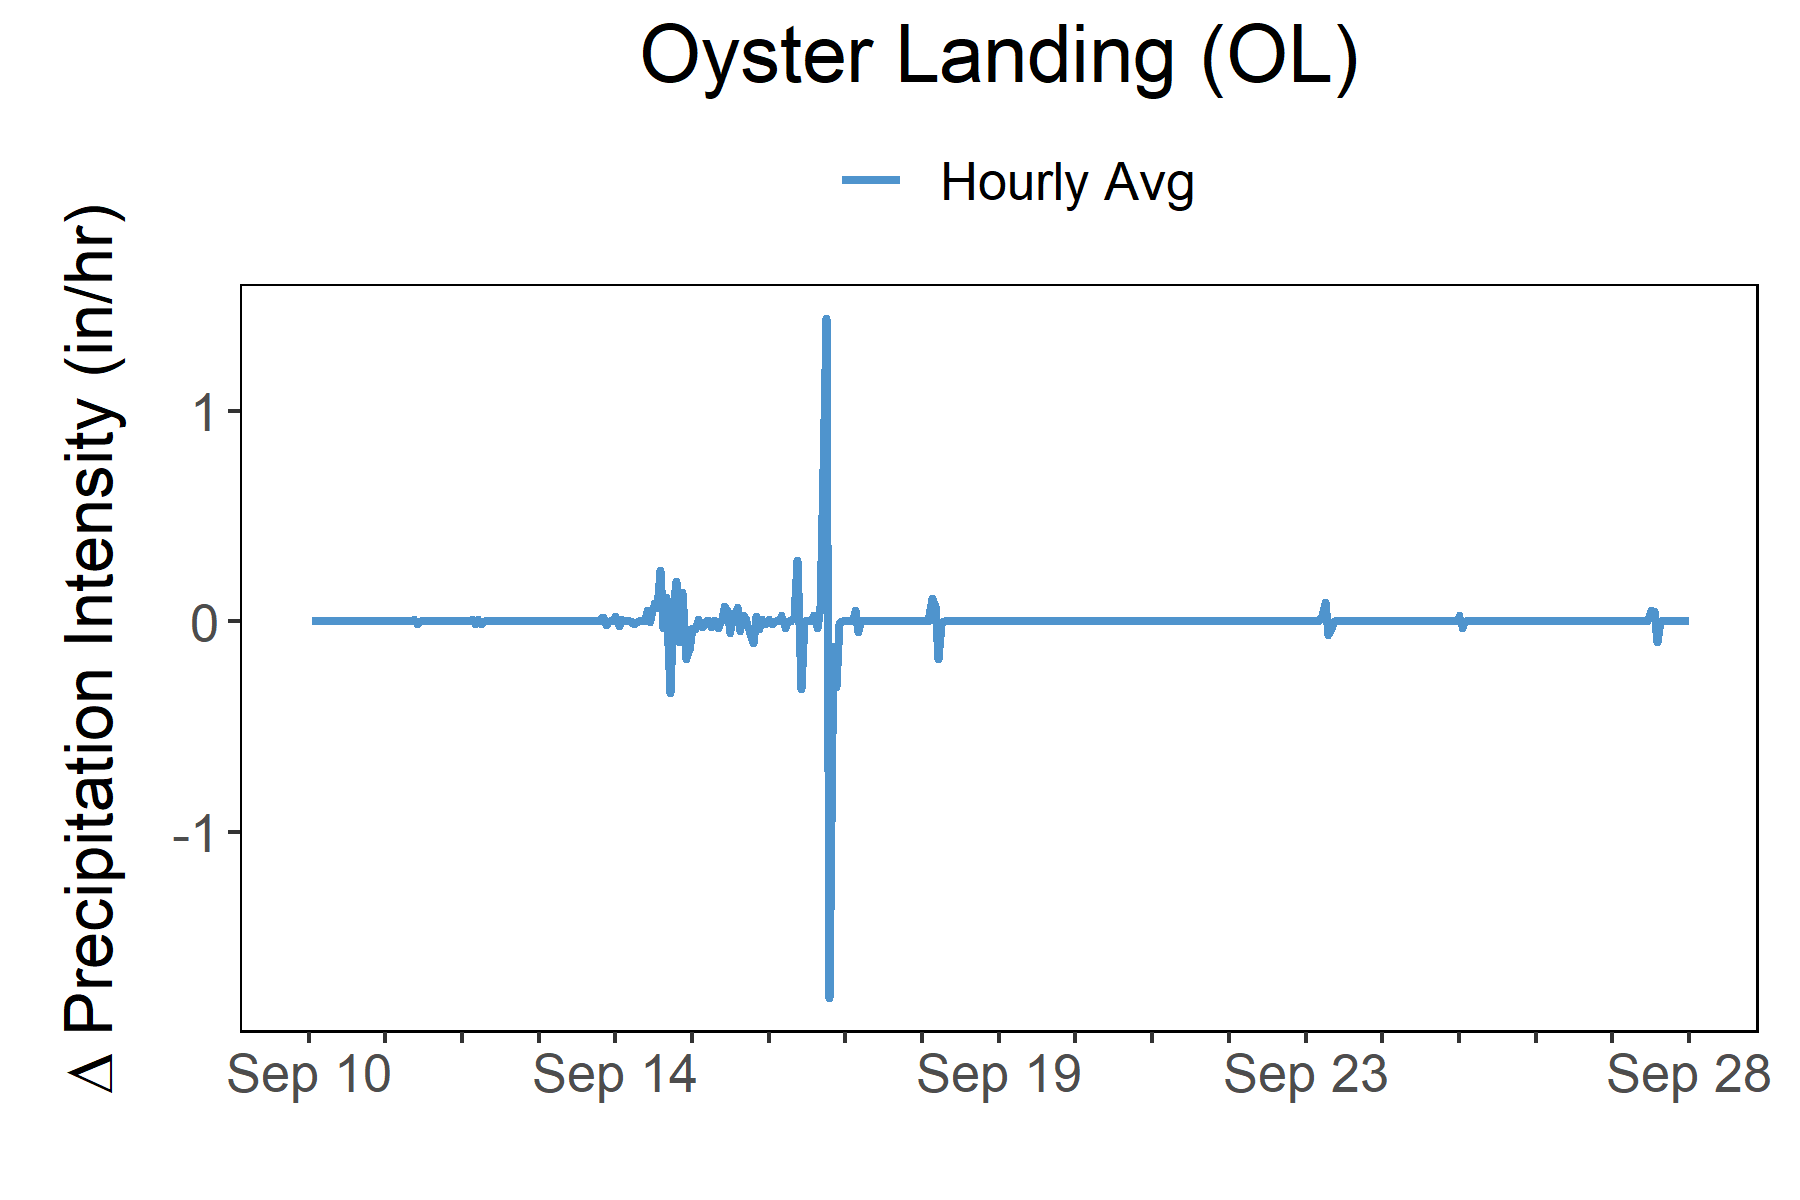 Oyster Landing (OL)
Hourly Avg
Δ Precipitation Intensity (in/hr)
1
0
-1
Sep 10 Sep 14 Sep 19 Sep 23 Sep 28